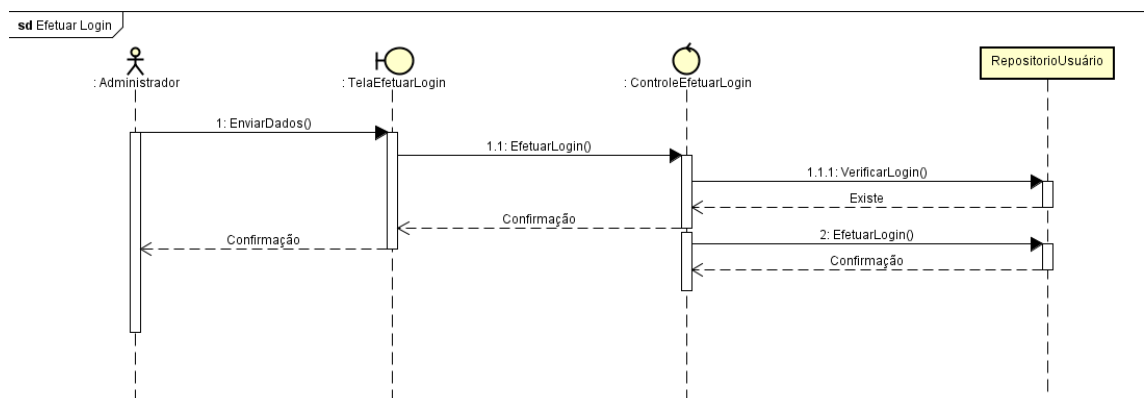 sd Efetuar Login
: Administrador
: TelaEfetuarLogin
: ControleEfetuarLogin
RepositorioUsuário
1: EnviarDados()
1.1: EfetuarLogin()
1.1.1: VerificarLogin()
Existe
Confirmação
Confirmação
2: EfetuarLogin()
Confirmação